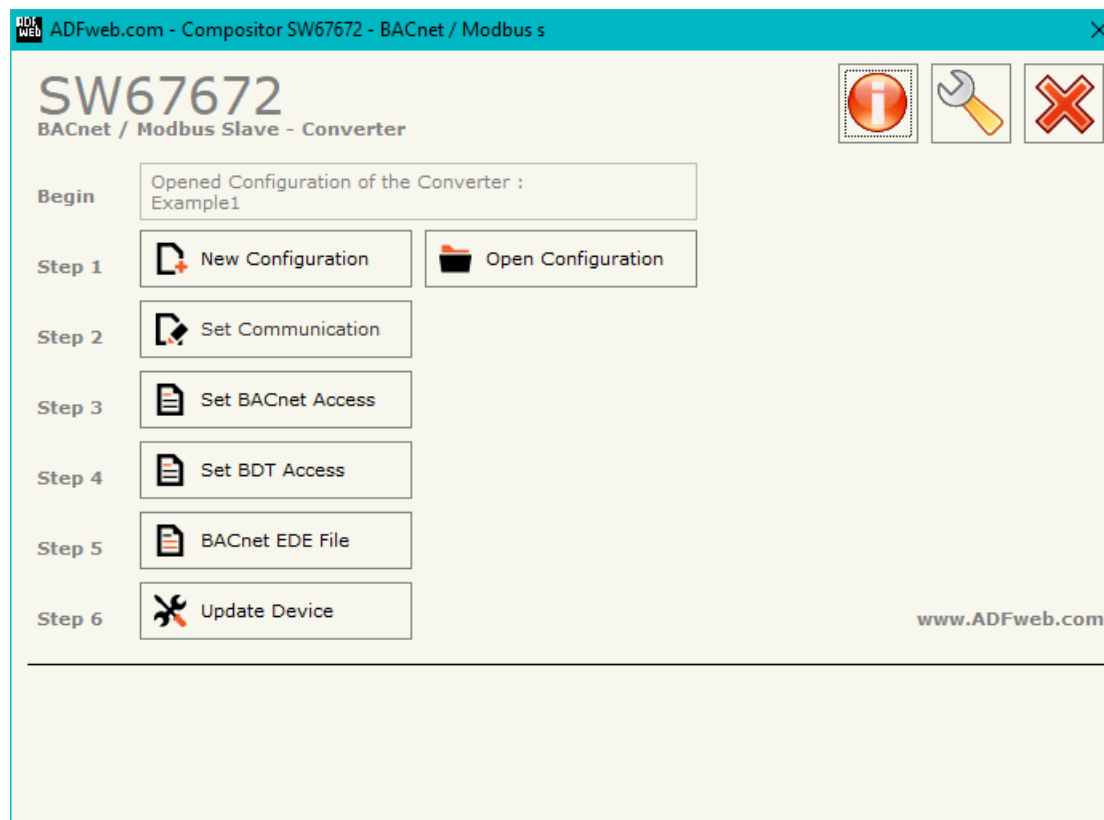 ADF
WEB
ADFweb.com - Compositor SW67672 - BACnet / Modbus s
SW67672
BACnet / Modbus Slave - Converter
Begin
Opened Configuration of the Converter :
Example1
Step 1
New Configuration
Open Configuration
Step 2
Set Communication
Step 3
Set BACnet Access
Step 4
Set BDT Access
Step 5
BACnet EDE File
Step 6
Update Device
www.ADFweb.com